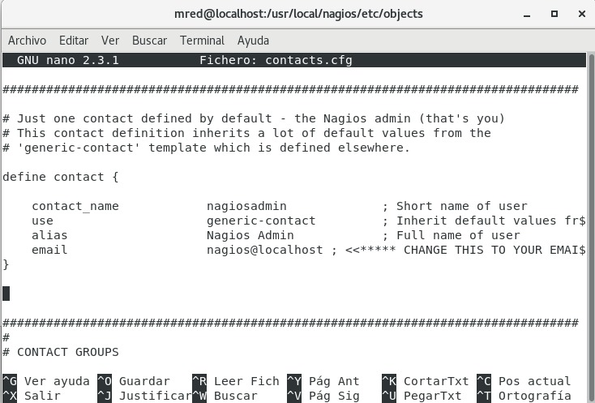 mred@localhost:/usr/local/nagios/etc/objects
Archivo Editar Ver Buscar Terminal Ayuda
GNU nano 2.3.1 Fichero: contacts.cfg
###############################################################################
# Just one contact defined by default - the Nagios admin (that's you)
# This contact definition inherits a lot of default values from the
# 'generic-contact' template which is defined elsewhere.
define contact {
contact_name nagiosadmin ; Short name of user
use generic-contact ; Inherit default values fr$
alias Nagios Admin ; Full name of user
email nagios@localhost ; <<***** CHANGE THIS TO YOUR EMAI$
}
###############################################################################
#
# CONTACT GROUPS
^G Ver ayuda ^O Guardar ^R Leer Fich ^Y Pág Ant ^K CortarTxt ^C Pos actual
^X Salir ^J Justificar ^W Buscar ^V Pág Sig ^U PegarTxt ^T Ortografía